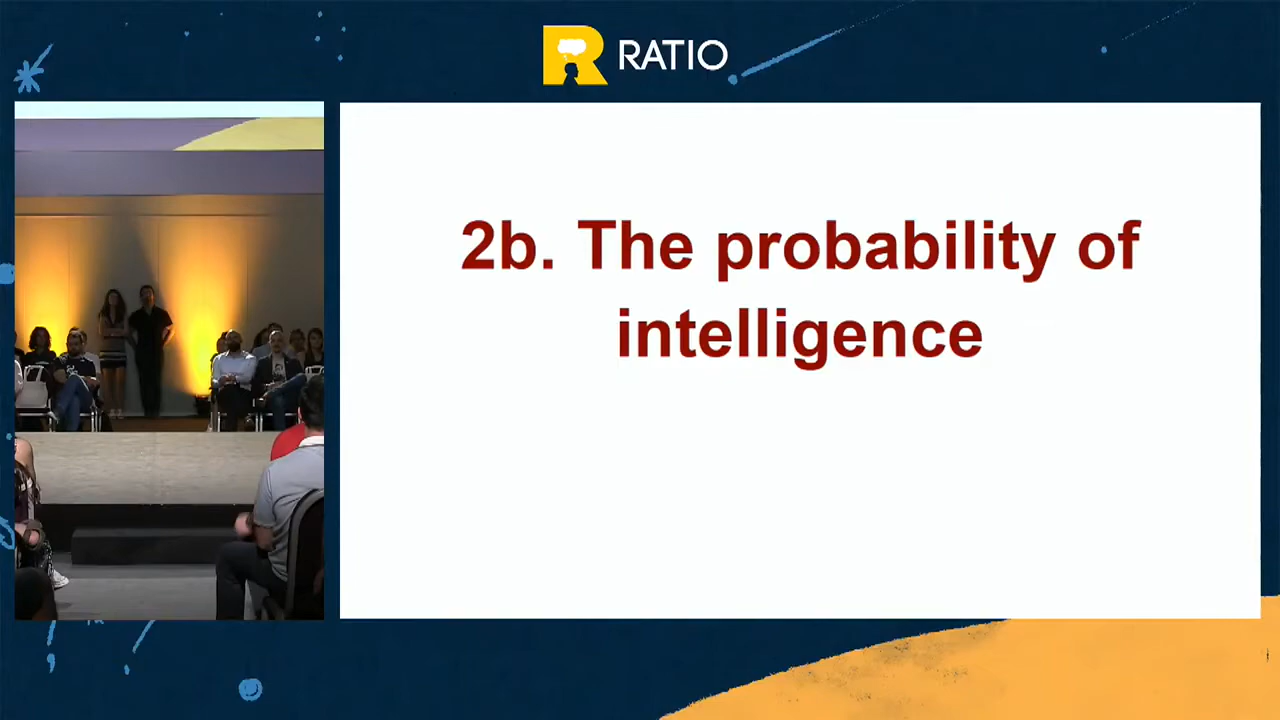 RATIO
2b. The probability of
intelligence